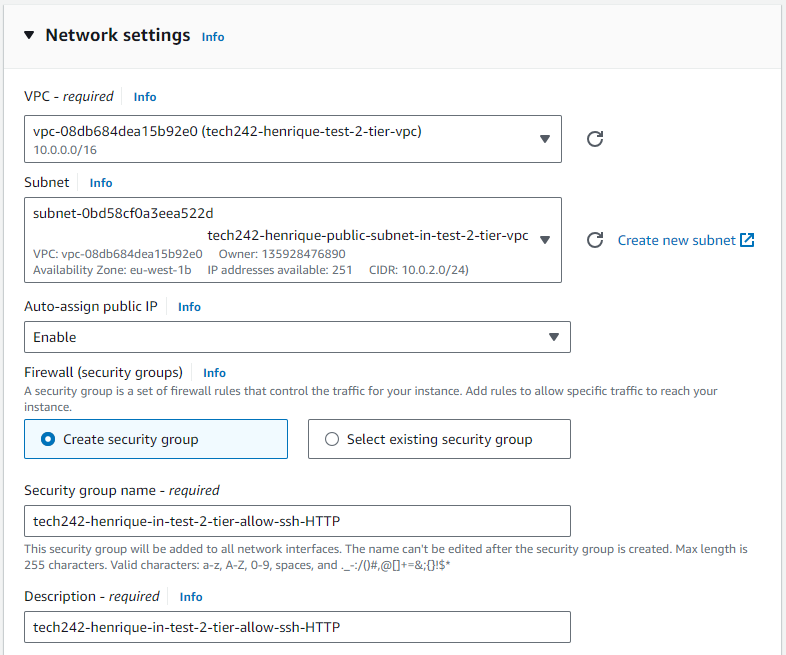 Network settings Info
VPC - required Info
vpc-08db684dea15b92e0 (tech242-henrique-test-2-tier-vpc)
10.0.0.0/16
Subnet Info
subnet-0bd58cf0a3eea522d
tech242-henrique-public-subnet-in-test-2-tier-vpc
VPC: vpc-08db684dea15b92e0 Owner: 135928476890
Availability Zone: eu-west-1b IP addresses available: 251 CIDR: 10.0.2.0/24)
Create new subnet
Auto-assign public IP Info
Enable
Firewall (security groups) Info
A security group is a set of firewall rules that control the traffic for your instance. Add rules to allow specific traffic to reach your
instance.
Create security group
Select existing security group
Security group name - required
tech242-henrique-in-test-2-tier-allow-ssh-HTTP
This security group will be added to all network interfaces. The name can't be edited after the security group is created. Max length is
255 characters. Valid characters: a-z, A-Z, 0-9, spaces, and ._-:/()#,@[]+=&;{}!$*
Description - required Info
tech242-henrique-in-test-2-tier-allow-ssh-HTTP